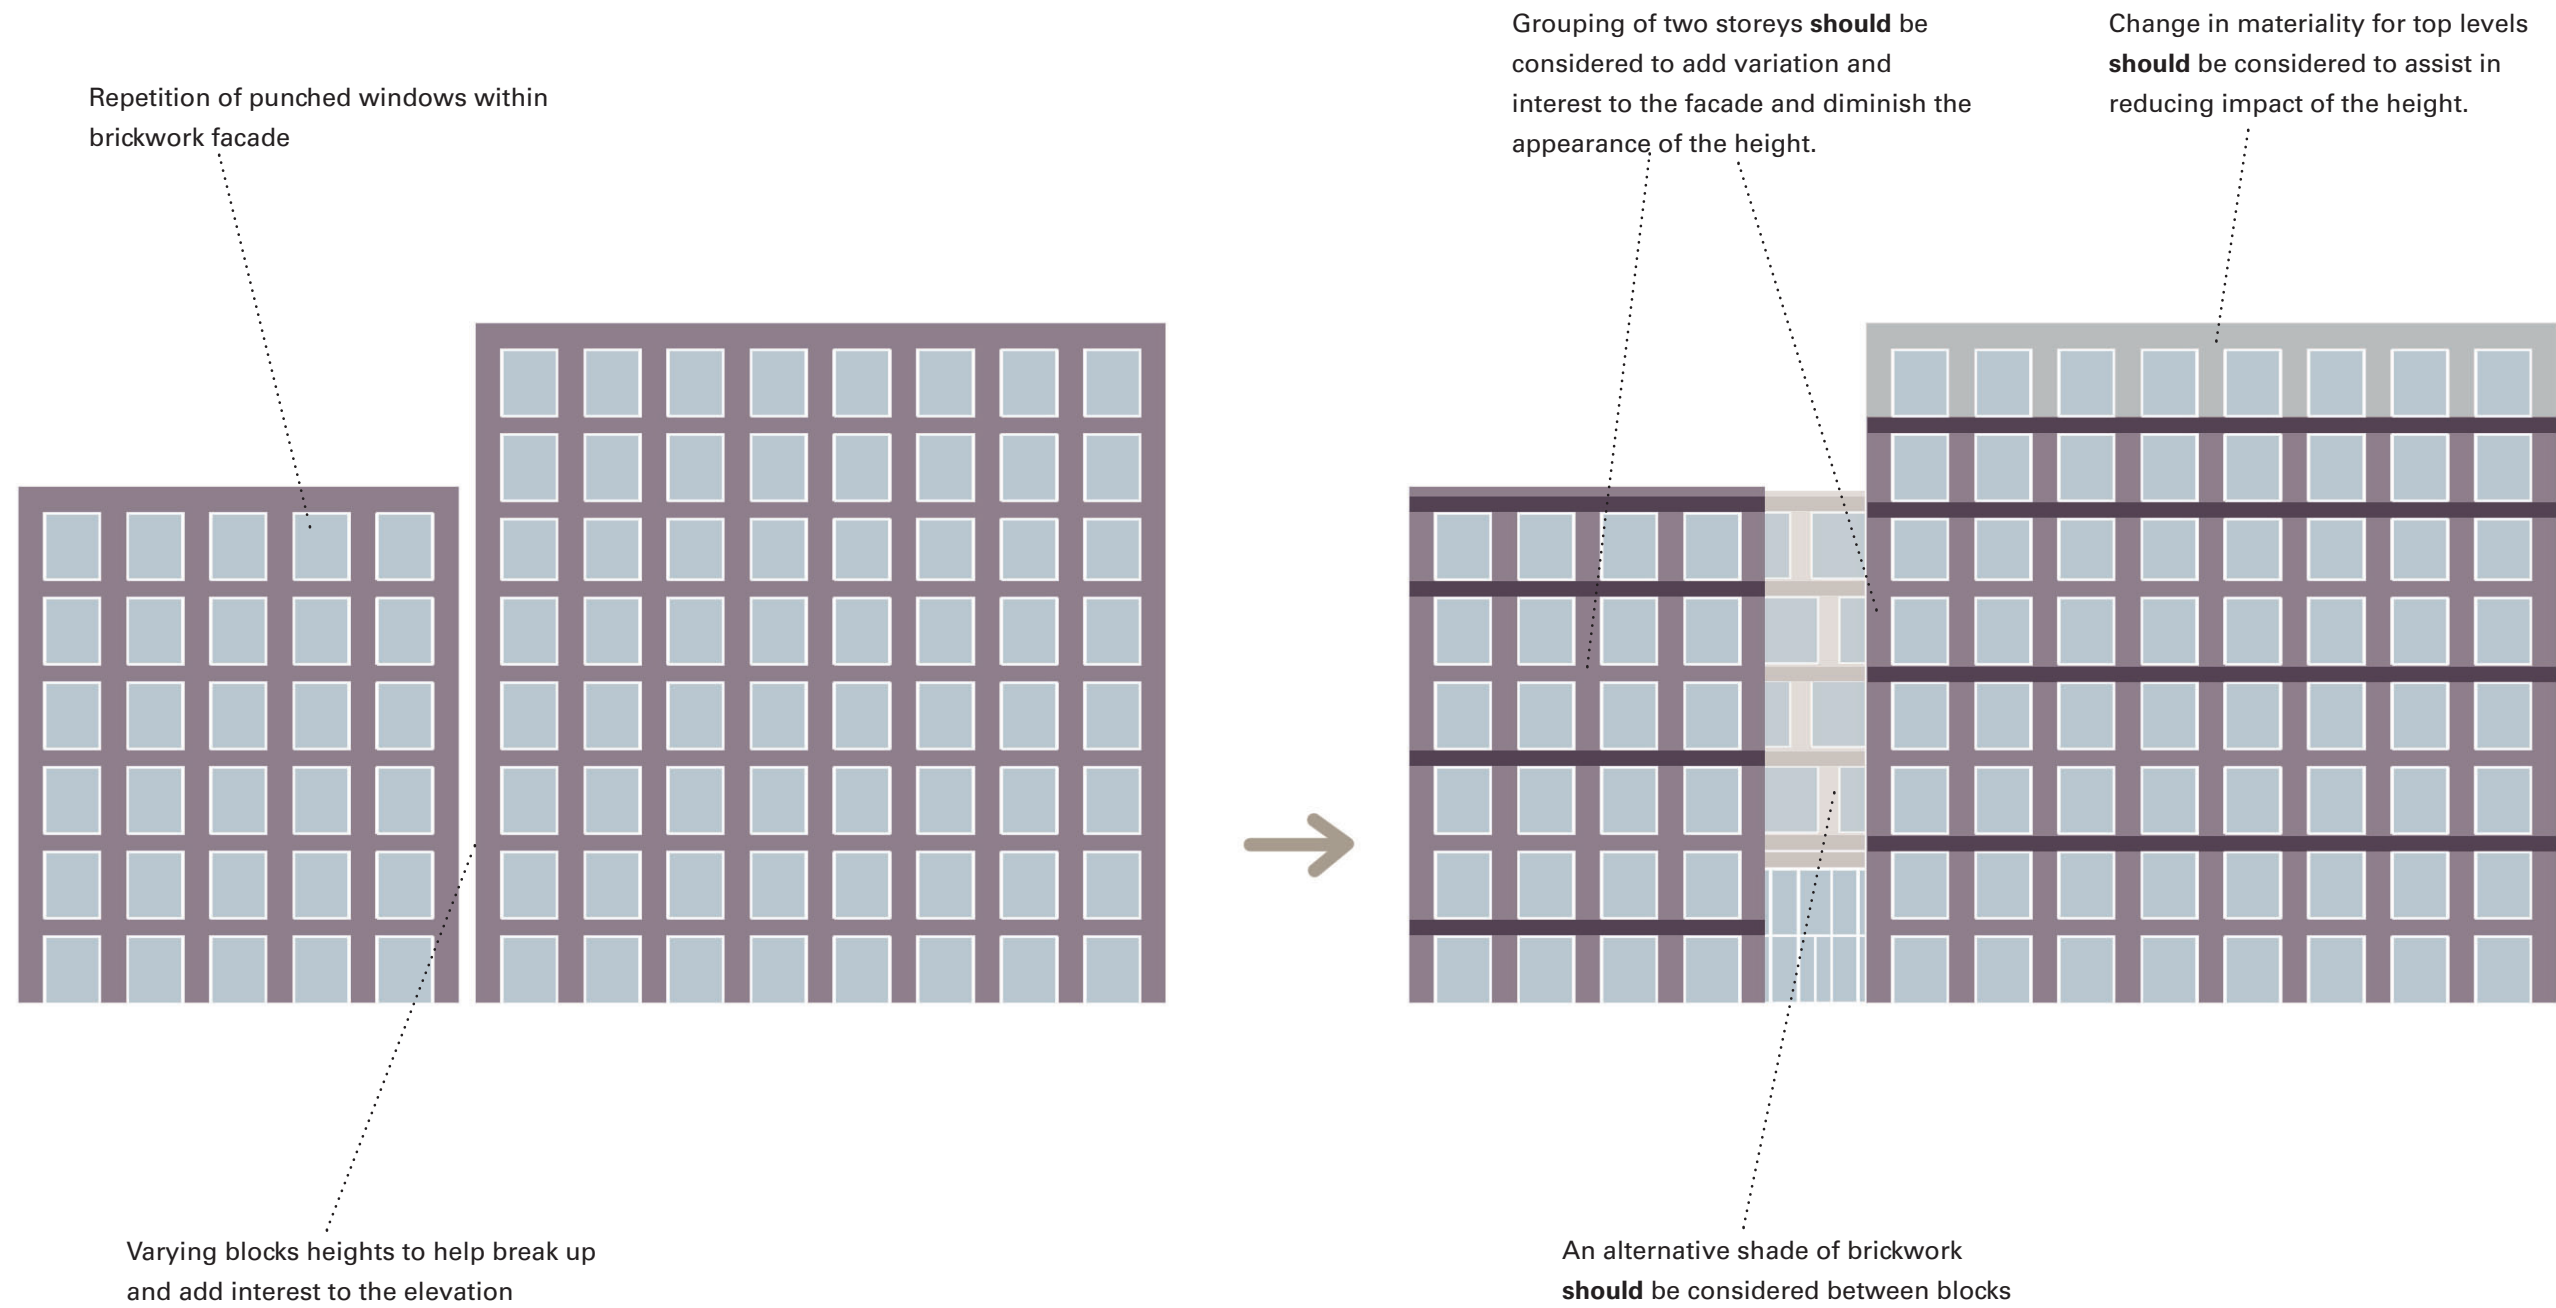 Repetition of punched windows within
brickwork facade
Grouping of two storeys should be
considered to add variation and
interest to the facade and diminish the
appearance of the height.
Change in materiality for top levels
should be considered to assist in
reducing impact of the height.
Varying blocks heights to help break up
and add interest to the elevation
An alternative shade of brickwork
should be considered between blocks